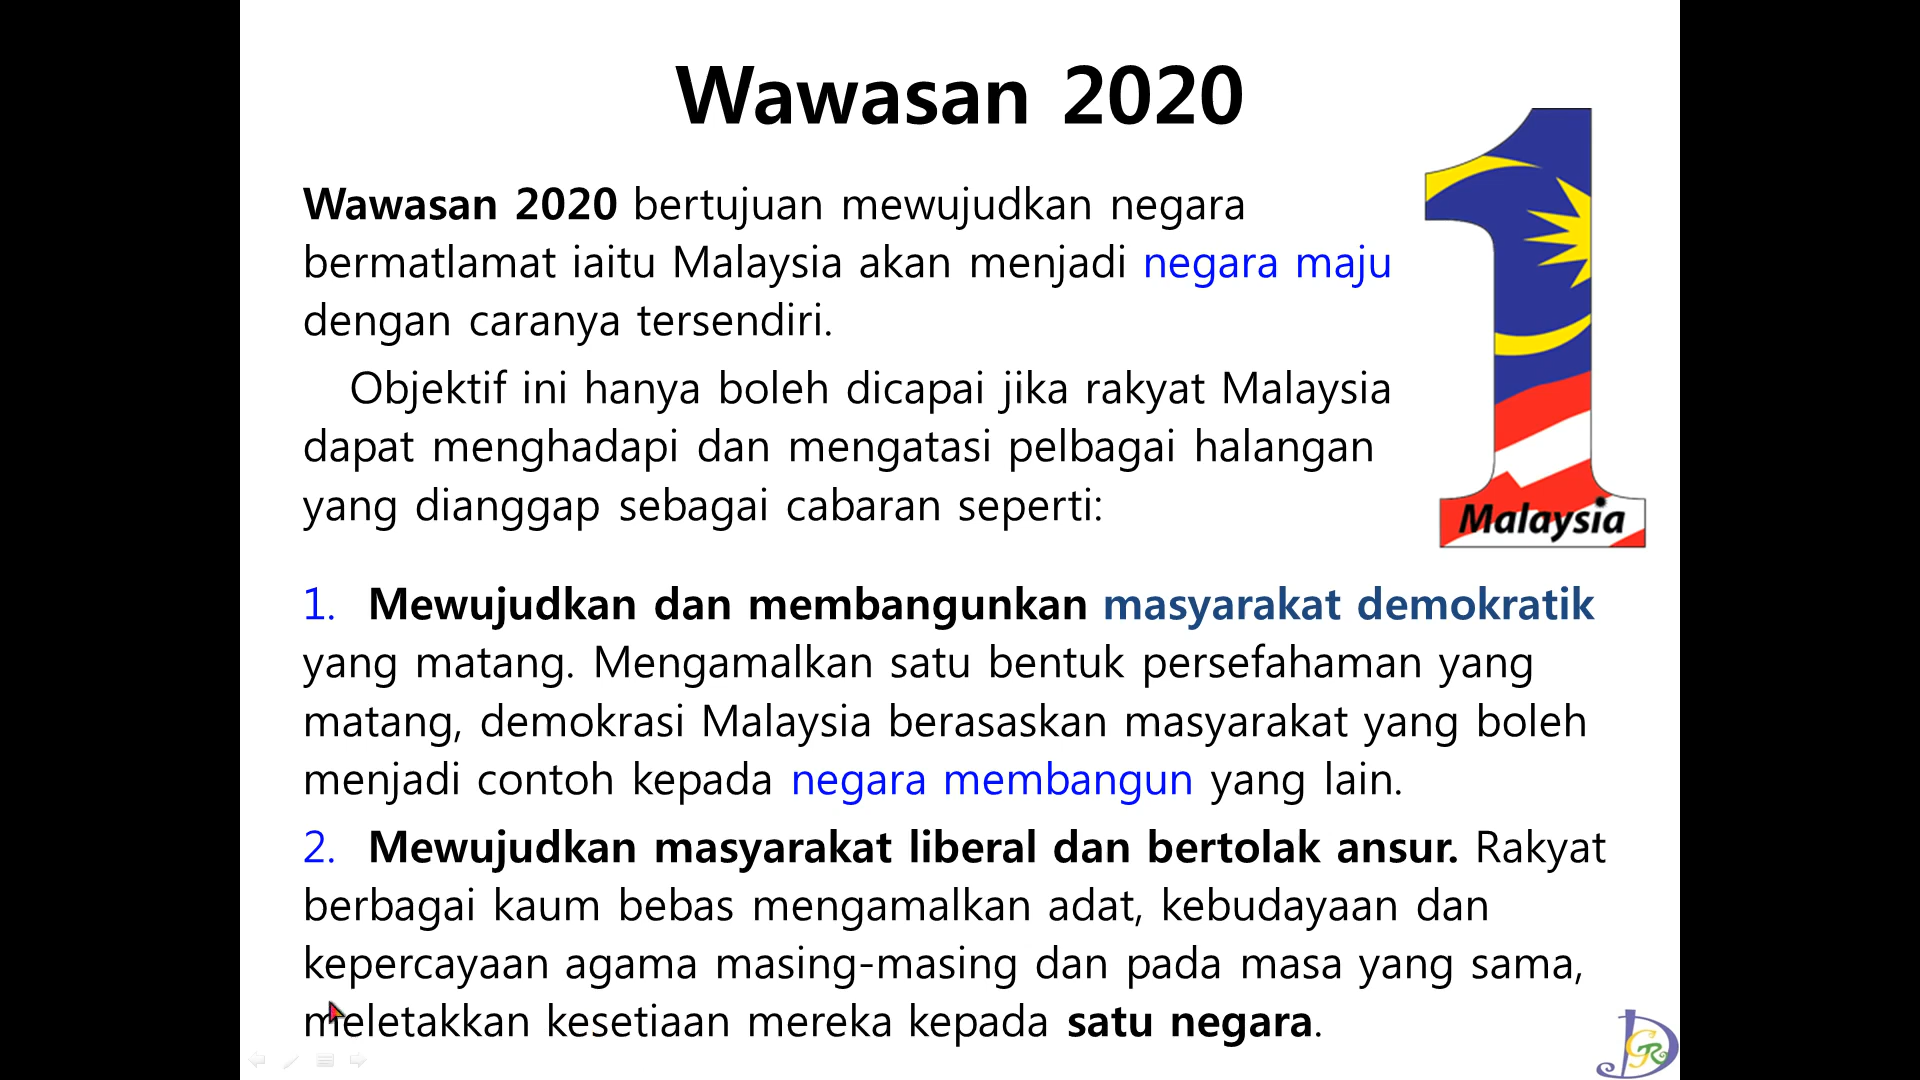 Wawasan 2020
Wawasan 2020 bertujuan mewujudkan negara
bermatlamat iaitu Malaysia akan menjadi negara maju
dengan caranya tersendiri.
Objektif ini hanya boleh dicapai jika rakyat Malaysia
dapat menghadapi dan mengatasi pelbagai halangan
yang dianggap sebagai cabaran seperti:
Malaysia
1. Mewujudkan dan membangunkan masyarakat demokratik
yang matang. Mengamalkan satu bentuk persefahaman yang
matang, demokrasi Malaysia berasaskan masyarakat yang boleh
menjadi contoh kepada negara membangun yang lain.
2. Mewujudkan masyarakat liberal dan bertolak ansur. Rakyat
berbagai kaum bebas mengamalkan adat, kebudayaan dan
kepercayaan agama masing-masing dan pada masa yang sama,
meletakkan kesetiaan mereka kepada satu negara.